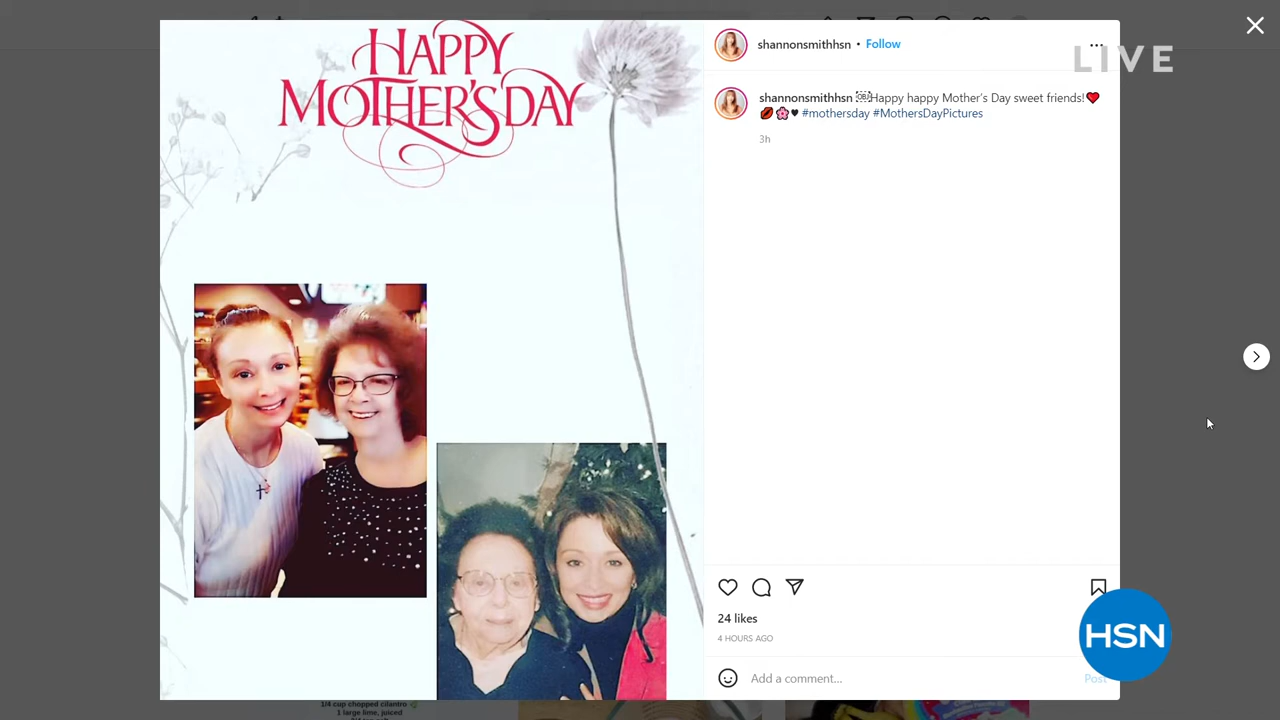 HAPPY
MOTHER'S DAY
shannonsmithhsn • Follow
LIVE
shannonsmithhsn Happy happy Mother's Day sweet friends!❤️
💋🌸♥ #mothersday #MothersDayPictures
3h
24 likes
4 HOURS AGO
HSN
Add a comment...
Post
1/4 cup chopped cilantro
1 large lime, juiced